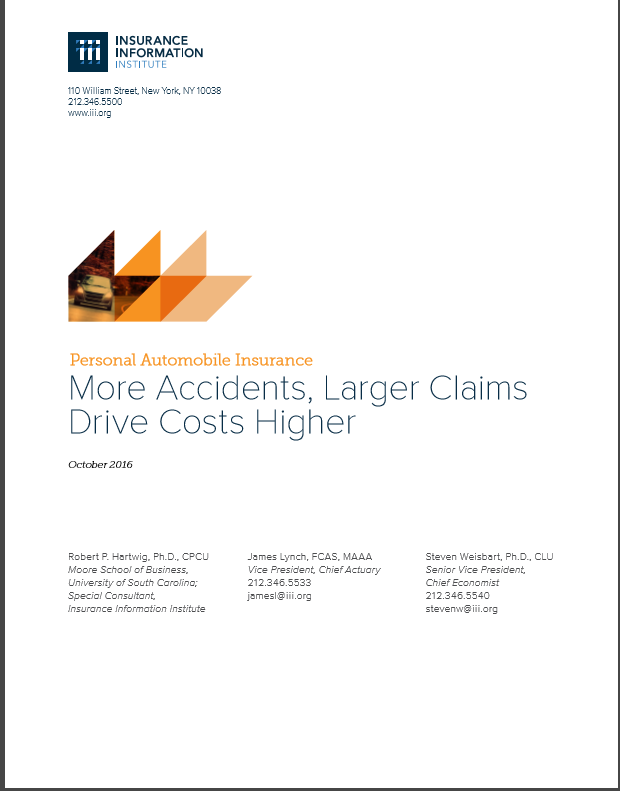 iii
INSURANCE
INFORMATION
INSTITUTE
110 William Street, New York, NY 10038
212.346.5500
www.iii.org
Personal Automobile Insurance
More Accidents, Larger Claims
Drive Costs Higher
October 2016
Robert P. Hartwig, Ph.D., CPCU
Moore School of Business,
University of South Carolina;
Special Consultant,
Insurance Information Institute
James Lynch, FCAS, MAAA
Vice President, Chief Actuary
212.346.5533
jamesl@iii.org
Steven Weisbart, Ph.D., CLU
Senior Vice President,
Chief Economist
212.346.5540
stevenw@iii.org